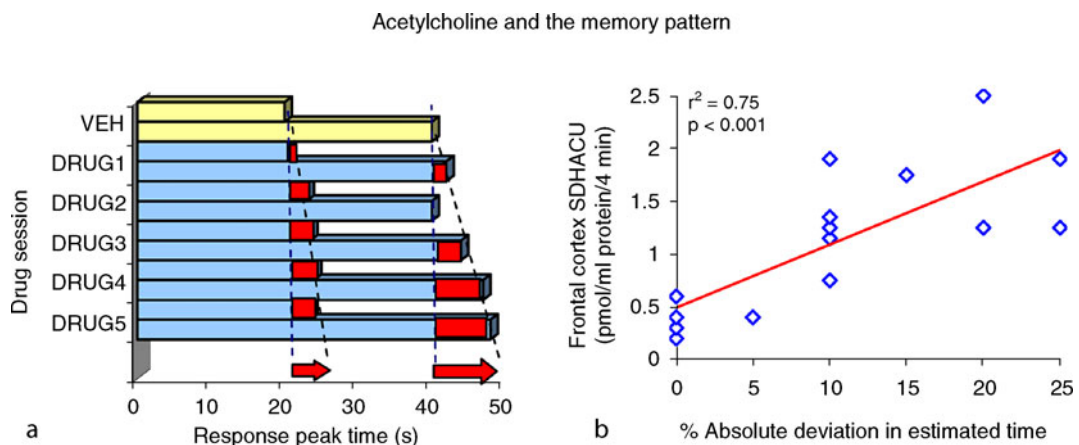 Acetylcholine and the memory pattern
VEH
DRUG1
DRUG2
DRUG3
DRUG4
DRUG5
Drug session
0 10 20 30 40 50
Response peak time (s)
a
r² = 0.75
p < 0.001
2.5
2
1.5
1
0.5
0
Frontal cortex SDHACU
(pmol/ml protein/4 min)
0 5 10 15 20 25
% Absolute deviation in estimated time
b